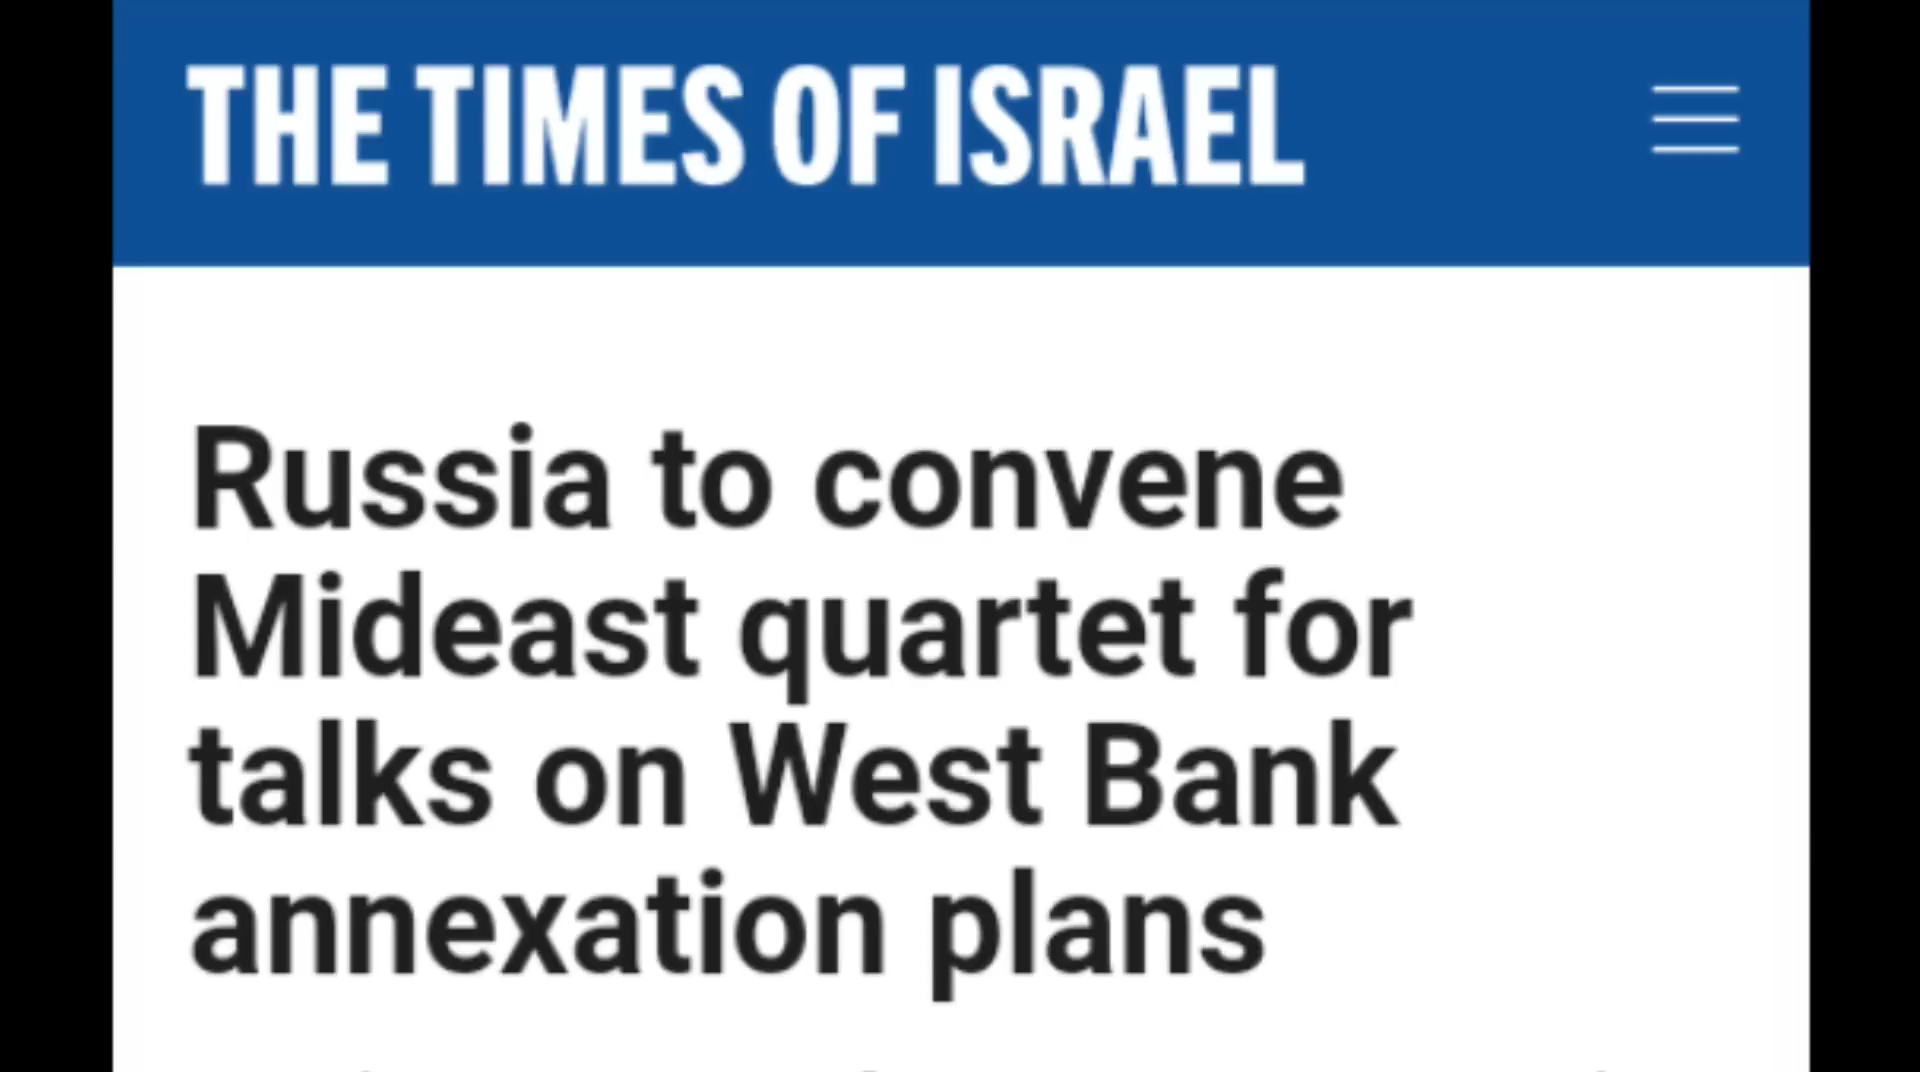 THE TIMES OF ISRAEL
Russia to convene
Mideast quartet for
talks on West Bank
annexation plans